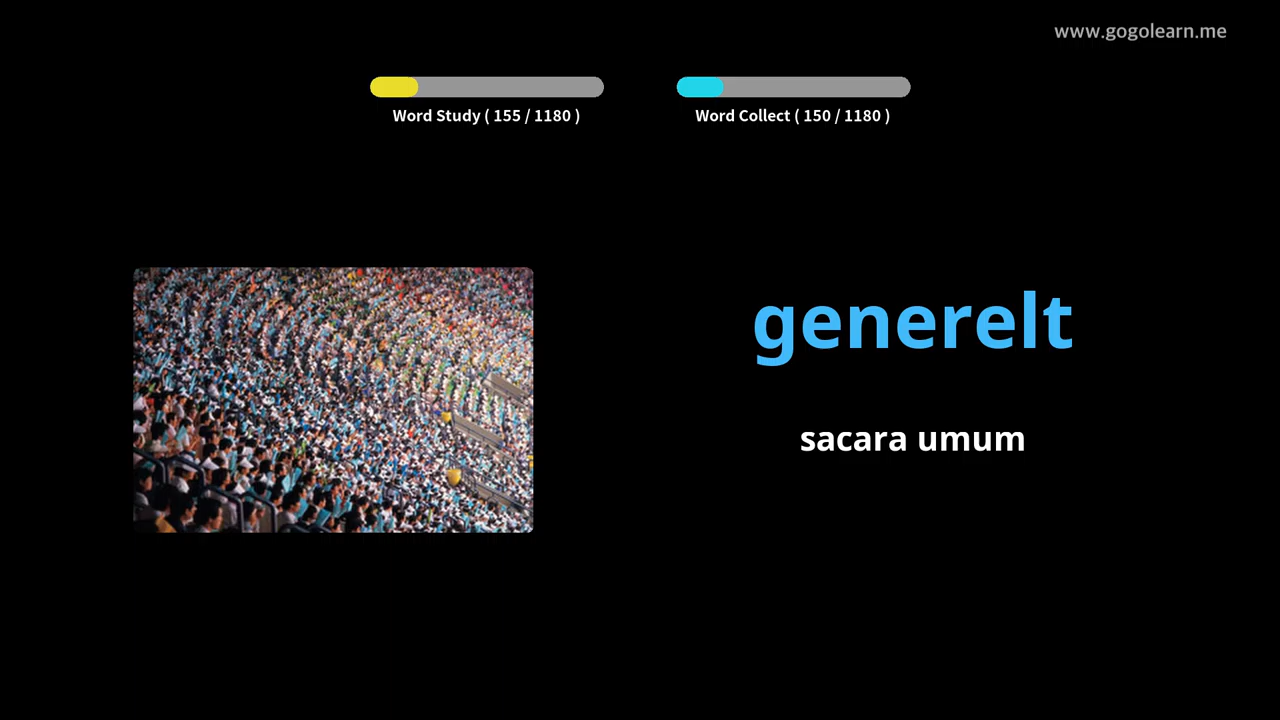 www.gogolearn.me
Word Study ( 155 / 1180 )
Word Collect ( 150 / 1180 )
generelt
sacara umum